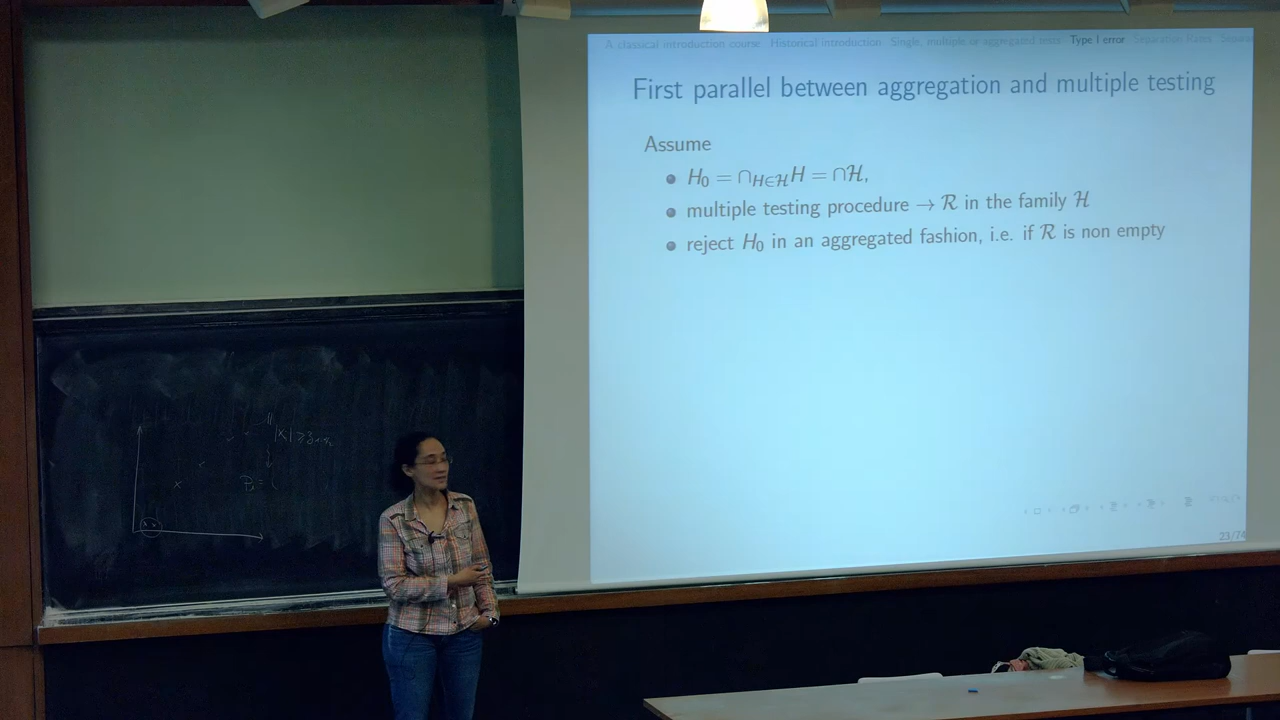 A classical introduction course Historical introduction Single, multiple or aggregated tests Type I error Separation Rates
First parallel between aggregation and multiple testing
Assume
H₀ = ∩_{H∈ℋ} H = ∩ℋ,
multiple testing procedure → ℛ in the family ℋ
reject H₀ in an aggregated fashion, i.e. if ℛ is non empty
23/74
|X| ≥